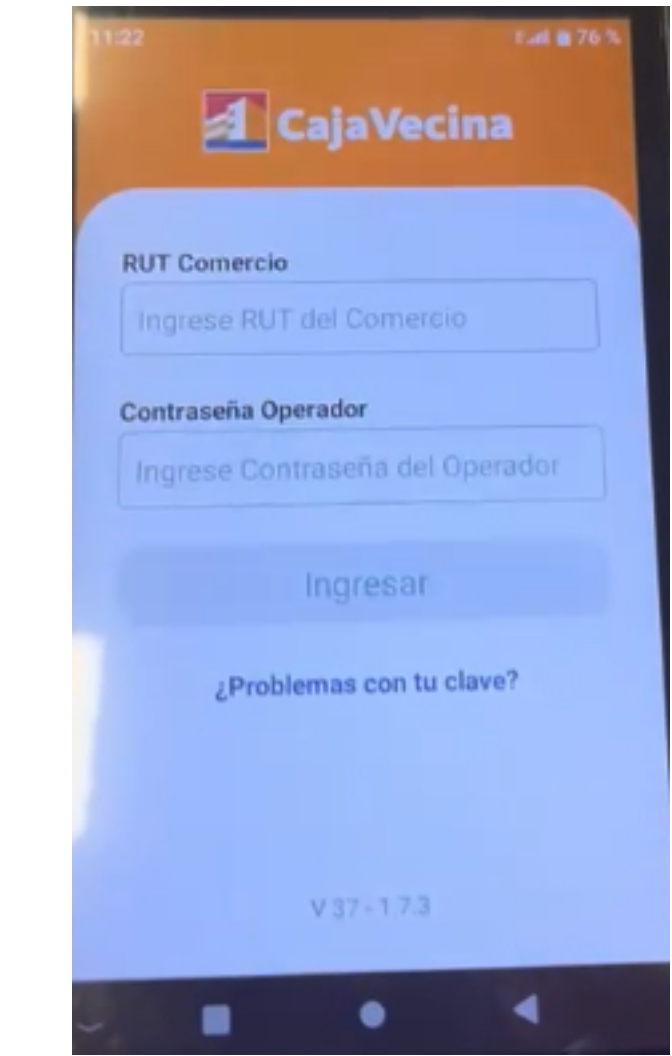 11:22
76 %
CajaVecina
RUT Comercio
Ingrese RUT del Comercio
Contraseña Operador
Ingrese Contraseña del Operador
Ingresar
¿Problemas con tu clave?
V 37 - 1.7.3